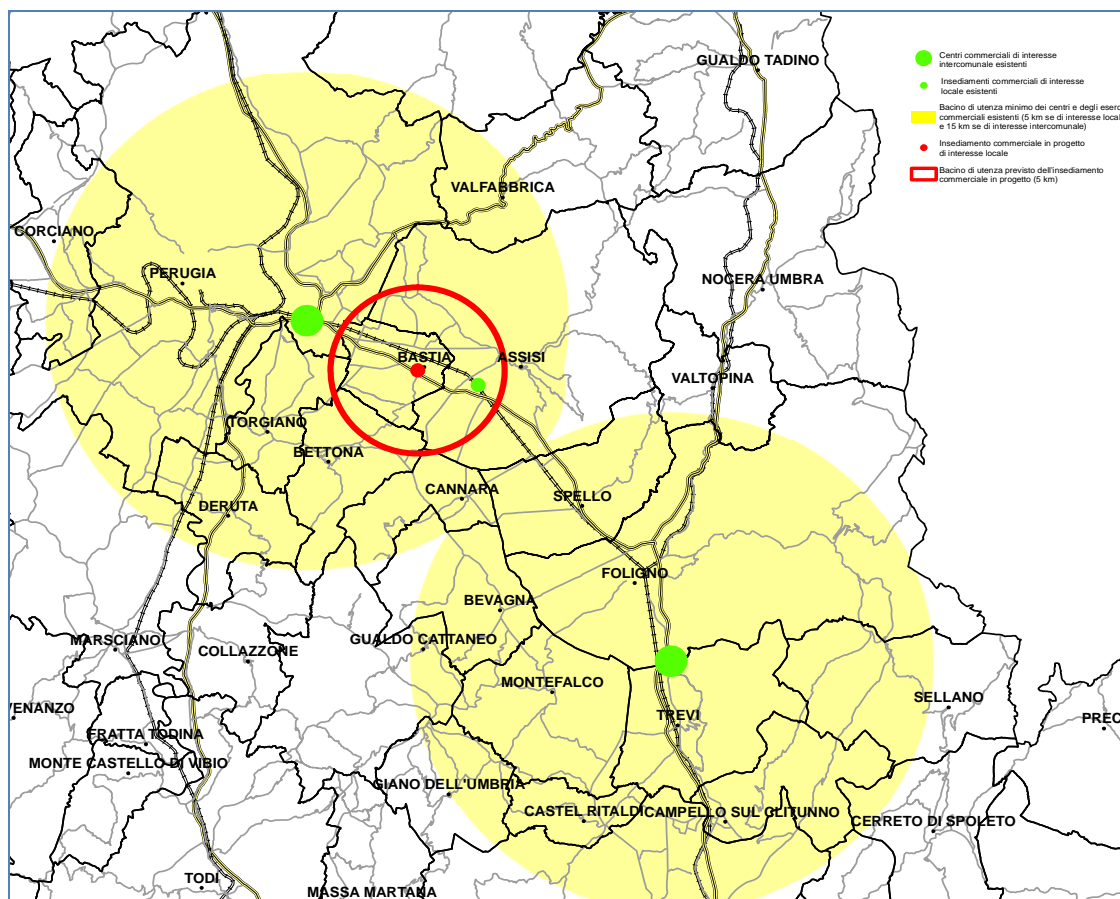 GUALDO TADINO
Centri commerciali di interesse
intercomunale esistenti
Insediamenti commerciali di interesse
locale esistenti
Bacino di utenza minimo dei centri e degli eserc
commerciali esistenti (5 km se di interesse local
e 15 km se di interesse intercomunale)
Insediamento commerciale in progetto
di interesse locale
Bacino di utenza previsto dell'insediamento
commerciale in progetto (5 km)
VALFABBRICA
CORCIANO
PERUGIA
NOCERA UMBRA
BASTIA
ASSISI
VALTOPINA
TORGIANO
BETTONA
CANNARA
SPELLO
DERUTA
FOLIGNO
BEVAGNA
MARSCIANO
COLLAZZONE
GUALDO CATTANEO
MONTEFALCO
SELLANO
VENANZO
TREVI
PREC
FRATTA TODINA
MONTE CASTELLO DI VIBIO
GIANO DELL'UMBRIA
CASTEL RITALDI
CAMPELLO SUL CLITUNNO
CERRETO DI SPOLETO
TODI
MASSA MARTANA